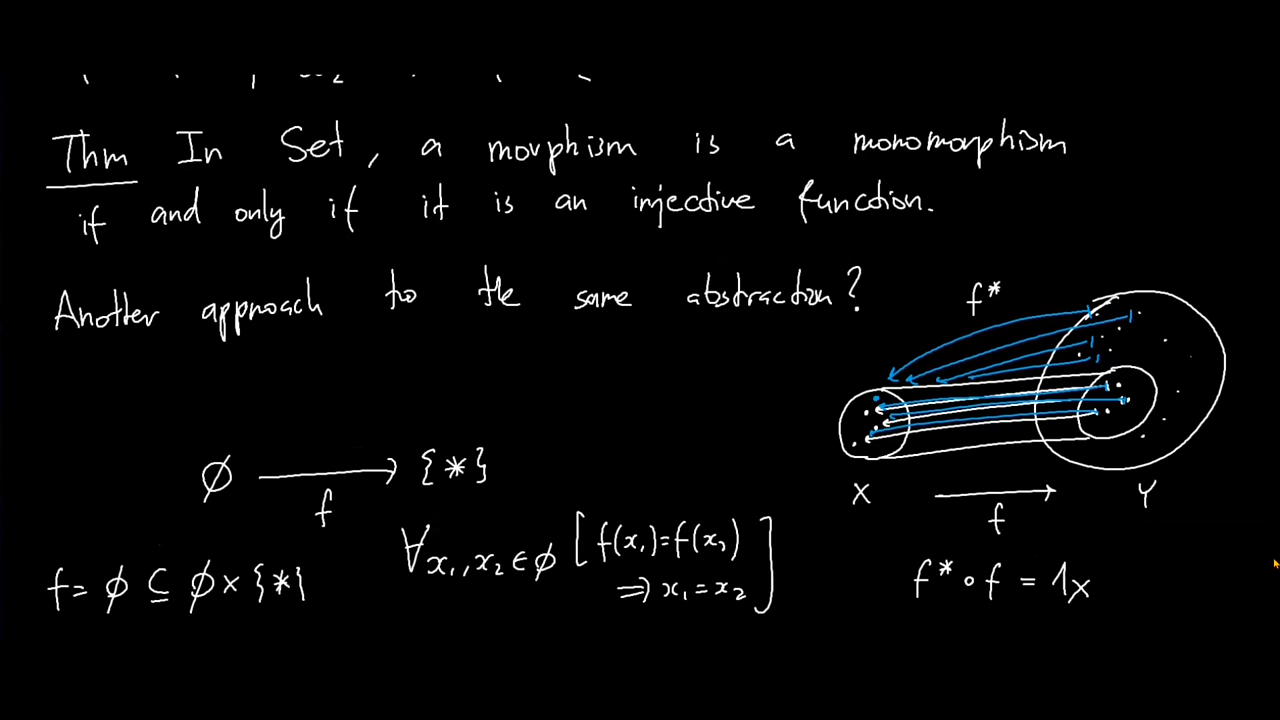 Thm In Set, a morphism is a monomorphism
if and only if it is an injective function.
Another approach to the same abstraction?
f*
∅ → {*}
f
X → Y
f
f = ∅ ⊆ ∅ × {*}
∀x₁, x₂ ∈ ∅ [f(x₁) = f(x₂)
⇒ x₁ = x₂]
f* ∘ f = 1x